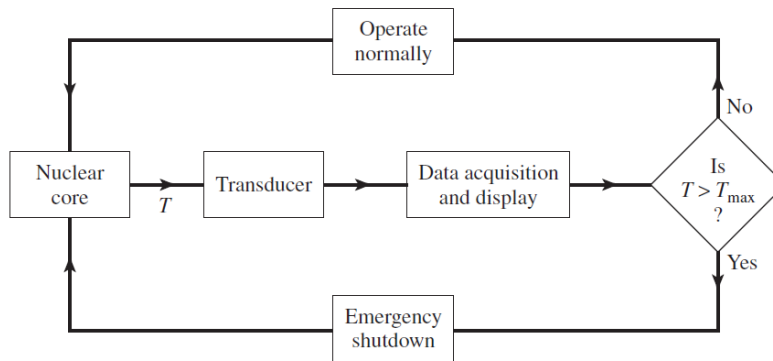 Operate
normally
No
Nuclear
core
T
Transducer
Data acquisition
and display
Is
T > Tmax
?
Yes
Emergency
shutdown